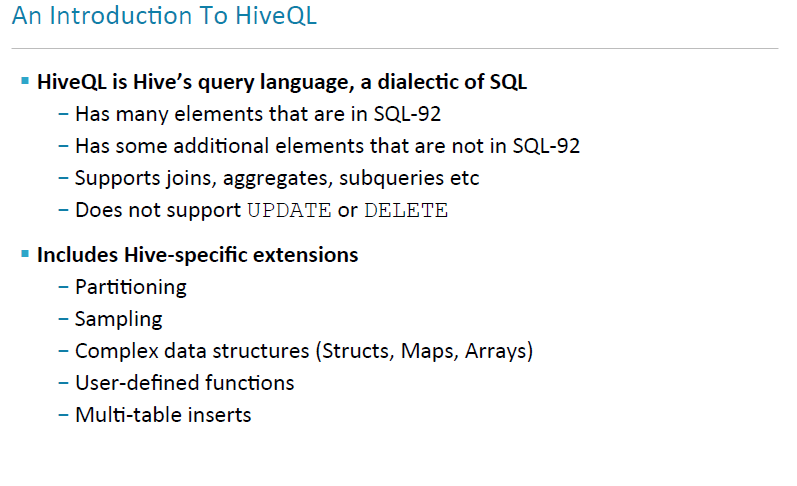 An Introduction To HiveQL
▪ HiveQL is Hive's query language, a dialectic of SQL
– Has many elements that are in SQL-92
– Has some additional elements that are not in SQL-92
– Supports joins, aggregates, subqueries etc
– Does not support UPDATE or DELETE
▪ Includes Hive-specific extensions
– Partitioning
– Sampling
– Complex data structures (Structs, Maps, Arrays)
– User-defined functions
– Multi-table inserts